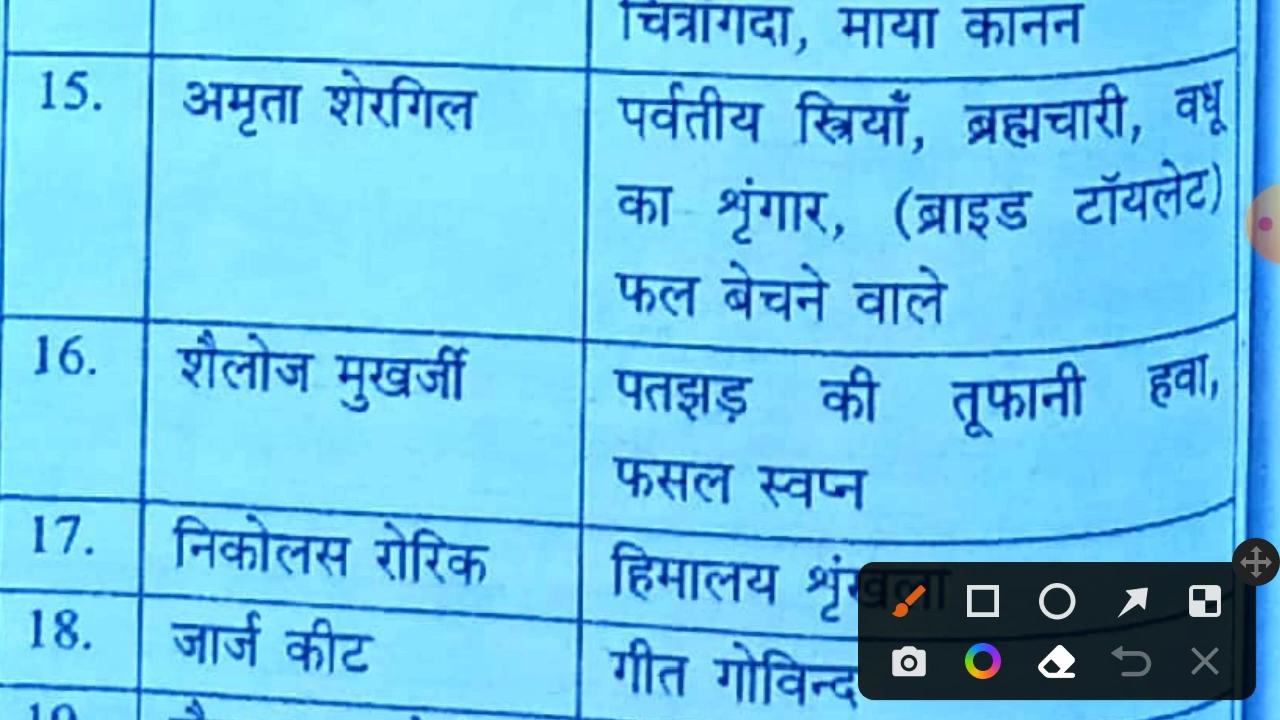 चित्रांगदा, माया कानन
15. अमृता शेरगिल पर्वतीय स्त्रियाँ, ब्रह्मचारी, वधू
का शृंगार, (ब्राइड टॉयलेट)
फल बेचने वाले
16. शैलोज मुखर्जी पतझड़ की तूफानी हवा,
फसल स्वप्न
17. निकोलस रोरिक हिमालय शृंखला
18. जार्ज कीट गीत गोविन्द